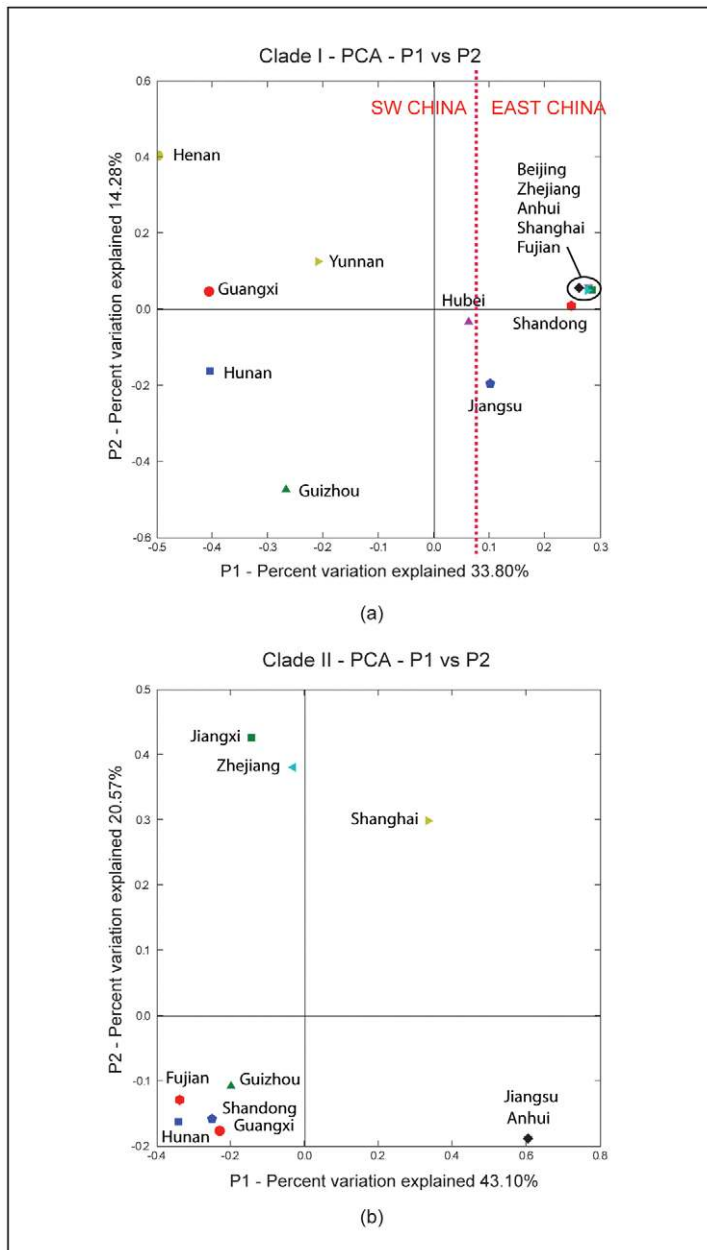 Clade I - PCA - P1 vs P2
0.6
SW CHINA
EAST CHINA
Beijing
Zhejiang
Anhui
Shanghai
Fujian
Henan
0.4
Yunnan
0.2
Guangxi
Hubei
Shandong
0.0
Hunan
Jiangsu
-0.2
Guizhou
-0.4
-0.6
P2 - Percent variation explained 14.28%
-0.5
-0.4
-0.3
-0.2
-0.1
0.0
0.1
0.2
0.3
P1 - Percent variation explained 33.80%
(a)
Clade II - PCA - P1 vs P2
0.5
Jiangxi
0.4
Zhejiang
Shanghai
0.3
0.2
0.1
0.0
Fujian
Guizhou
-0.1
Shandong
Hunan
Guangxi
Jiangsu
Anhui
-0.2
P2 - Percent variation explained 20.57%
-0.4
-0.2
0.0
0.2
0.4
0.6
0.8
P1 - Percent variation explained 43.10%
(b)